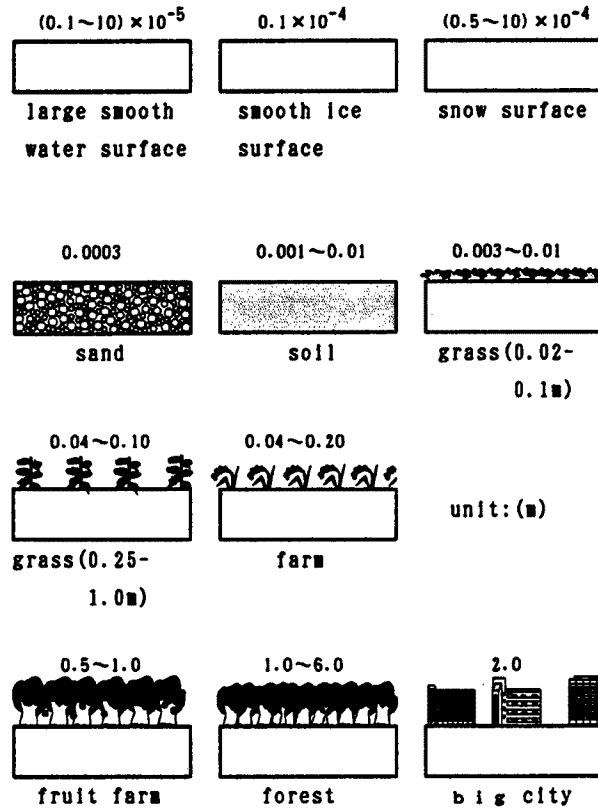 (0.1~10)×10⁻⁵ 0.1×10⁻⁴ (0.5~10)×10⁻⁴
large smooth smooth ice snow surface
water surface surface
0.0003 0.001~0.01 0.003~0.01
sand soil grass(0.02-
0.1m)
0.04~0.10 0.04~0.20
unit:(m)
grass(0.25- farm
1.0m)
0.5~1.0 1.0~6.0 2.0
fruit farm forest big city